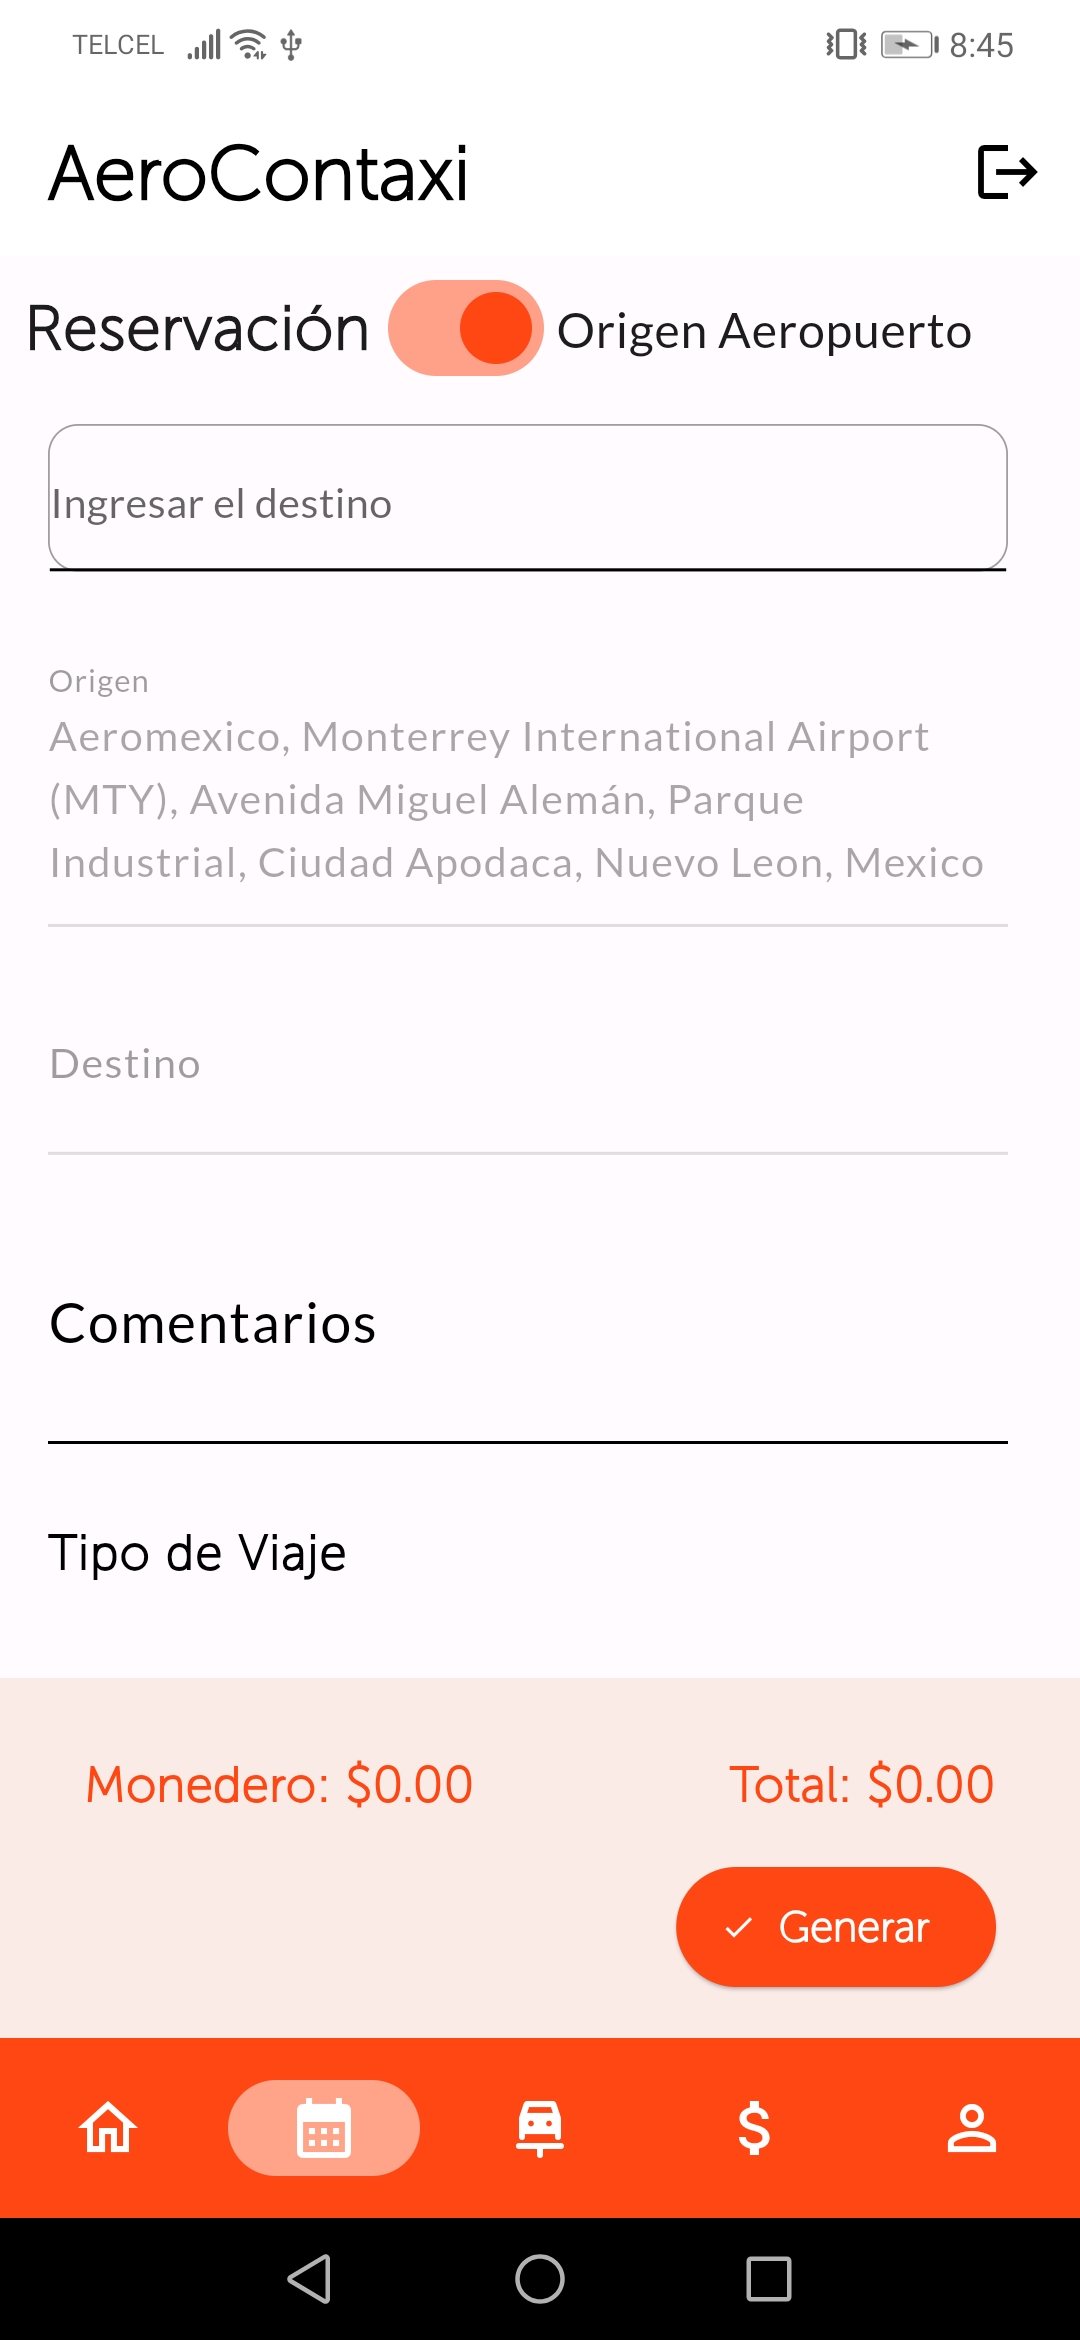 TELCEL 8:45
AeroContaxi
Reservación Origen Aeropuerto
Ingresar el destino
Origen
Aeromexico, Monterrey International Airport
(MTY), Avenida Miguel Alemán, Parque
Industrial, Ciudad Apodaca, Nuevo Leon, Mexico
Destino
Comentarios
Tipo de Viaje
Monedero: $0.00 Total: $0.00
Generar